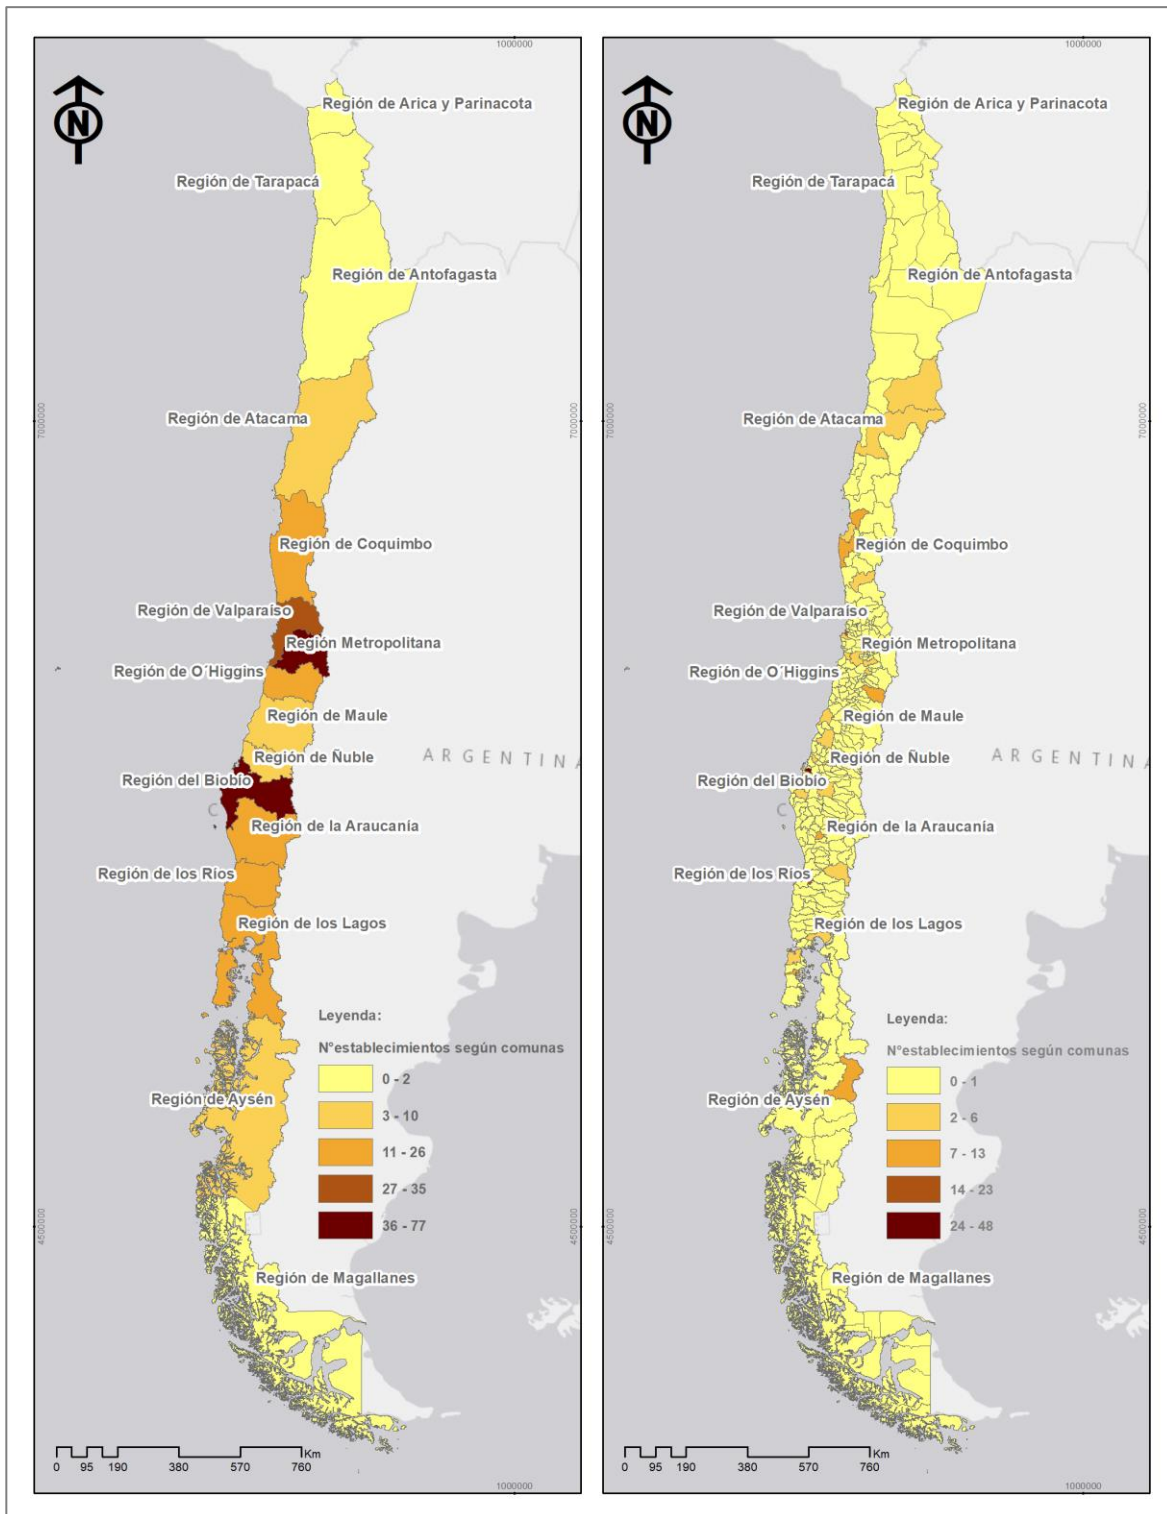 1000000
N
Región de Arica y Parinacota
Región de Tarapacá
Región de Antofagasta
7000000
Región de Atacama
Región de Coquimbo
Región de Valparaíso
Región Metropolitana
Región de O´Higgins
Región de Maule
Región de Ñuble
ARGENTINA
Región del Biobío
C
Región de la Araucanía
Región de los Ríos
Región de los Lagos
Leyenda:
N°establecimientos según comunas
0 - 2
3 - 10
Región de Aysén
11 - 26
27 - 35
36 - 77
4500000
Región de Magallanes
Km
0 95 190 380 570 760
1000000
1000000
N
Región de Arica y Parinacota
Región de Tarapacá
Región de Antofagasta
7000000
7000000
Región de Atacama
Región de Coquimbo
Región de Valparaíso
Región Metropolitana
Región de O´Higgins
Región de Maule
Región de Ñuble
ARGENTINA
Región del Biobío
C
Región de la Araucanía
Región de los Ríos
Región de los Lagos
Leyenda:
N°establecimientos según comunas
0 - 1
Región de Aysén
2 - 6
7 - 13
14 - 23
24 - 48
4500000
4500000
Región de Magallanes
Km
0 95 190 380 570 760
1000000